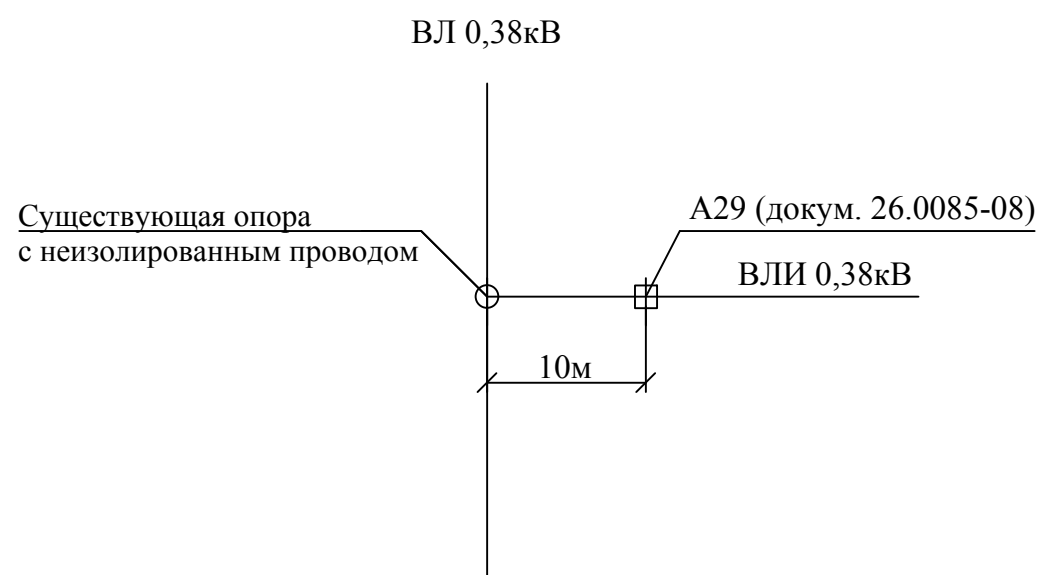 ВЛ 0,38кВ
Существующая опора
с неизолированным проводом
А29 (докум. 26.0085-08)
ВЛИ 0,38кВ
10м